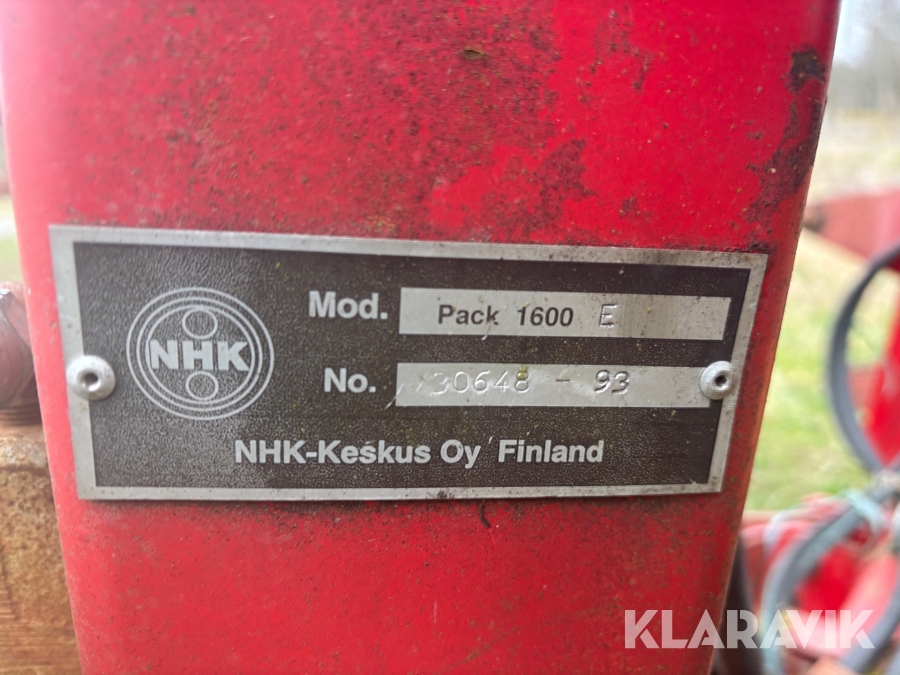 NHK
Mod. Pack 1600 E
No. 30648 - 93
NHK-Keskus Oy Finland
KLARAVIK